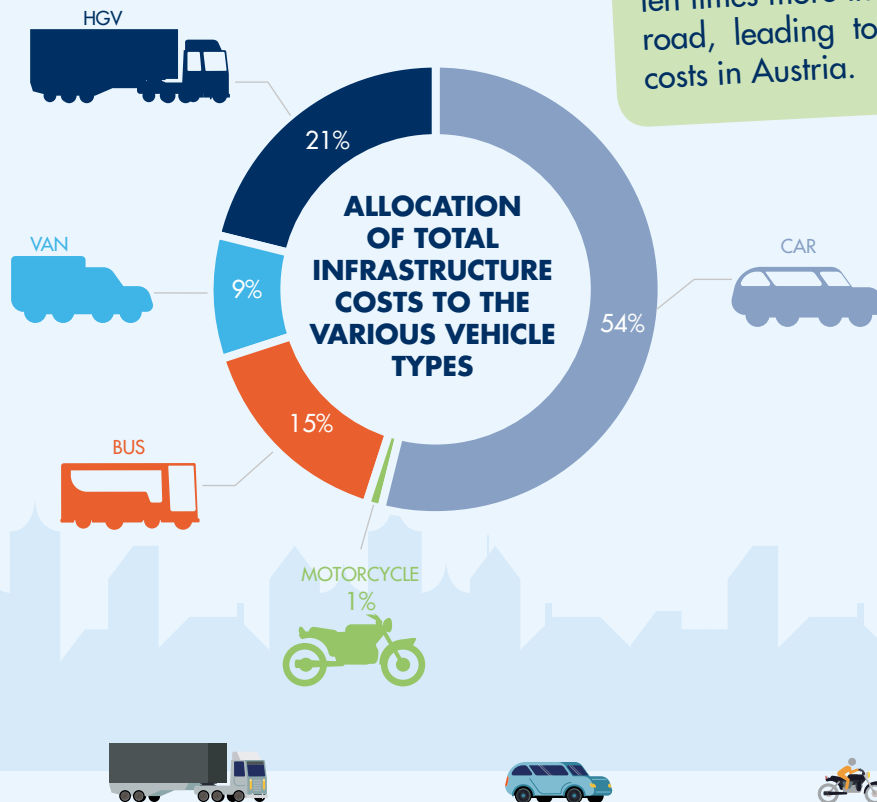 HGV
road, leading to
costs in Austria.
21%
ALLOCATION
OF TOTAL
INFRASTRUCTURE
COSTS TO THE
VARIOUS VEHICLE
TYPES
VAN
9%
CAR
54%
15%
BUS
MOTORCYCLE
1%